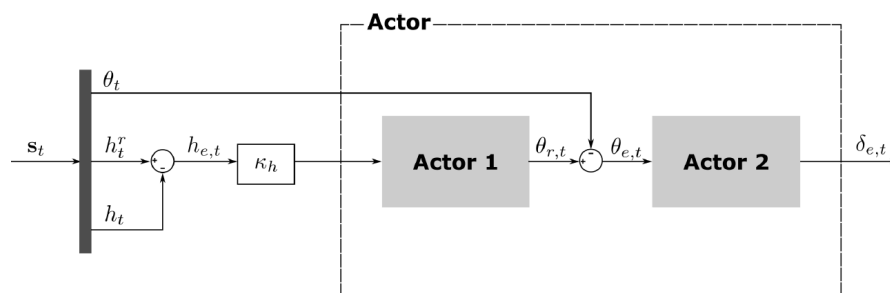 Actor
θ_t
s_t
h_t^r
h_{e,t}
κ_h
Actor 1
θ_{r,t}
θ_{e,t}
Actor 2
δ_{e,t}
h_t